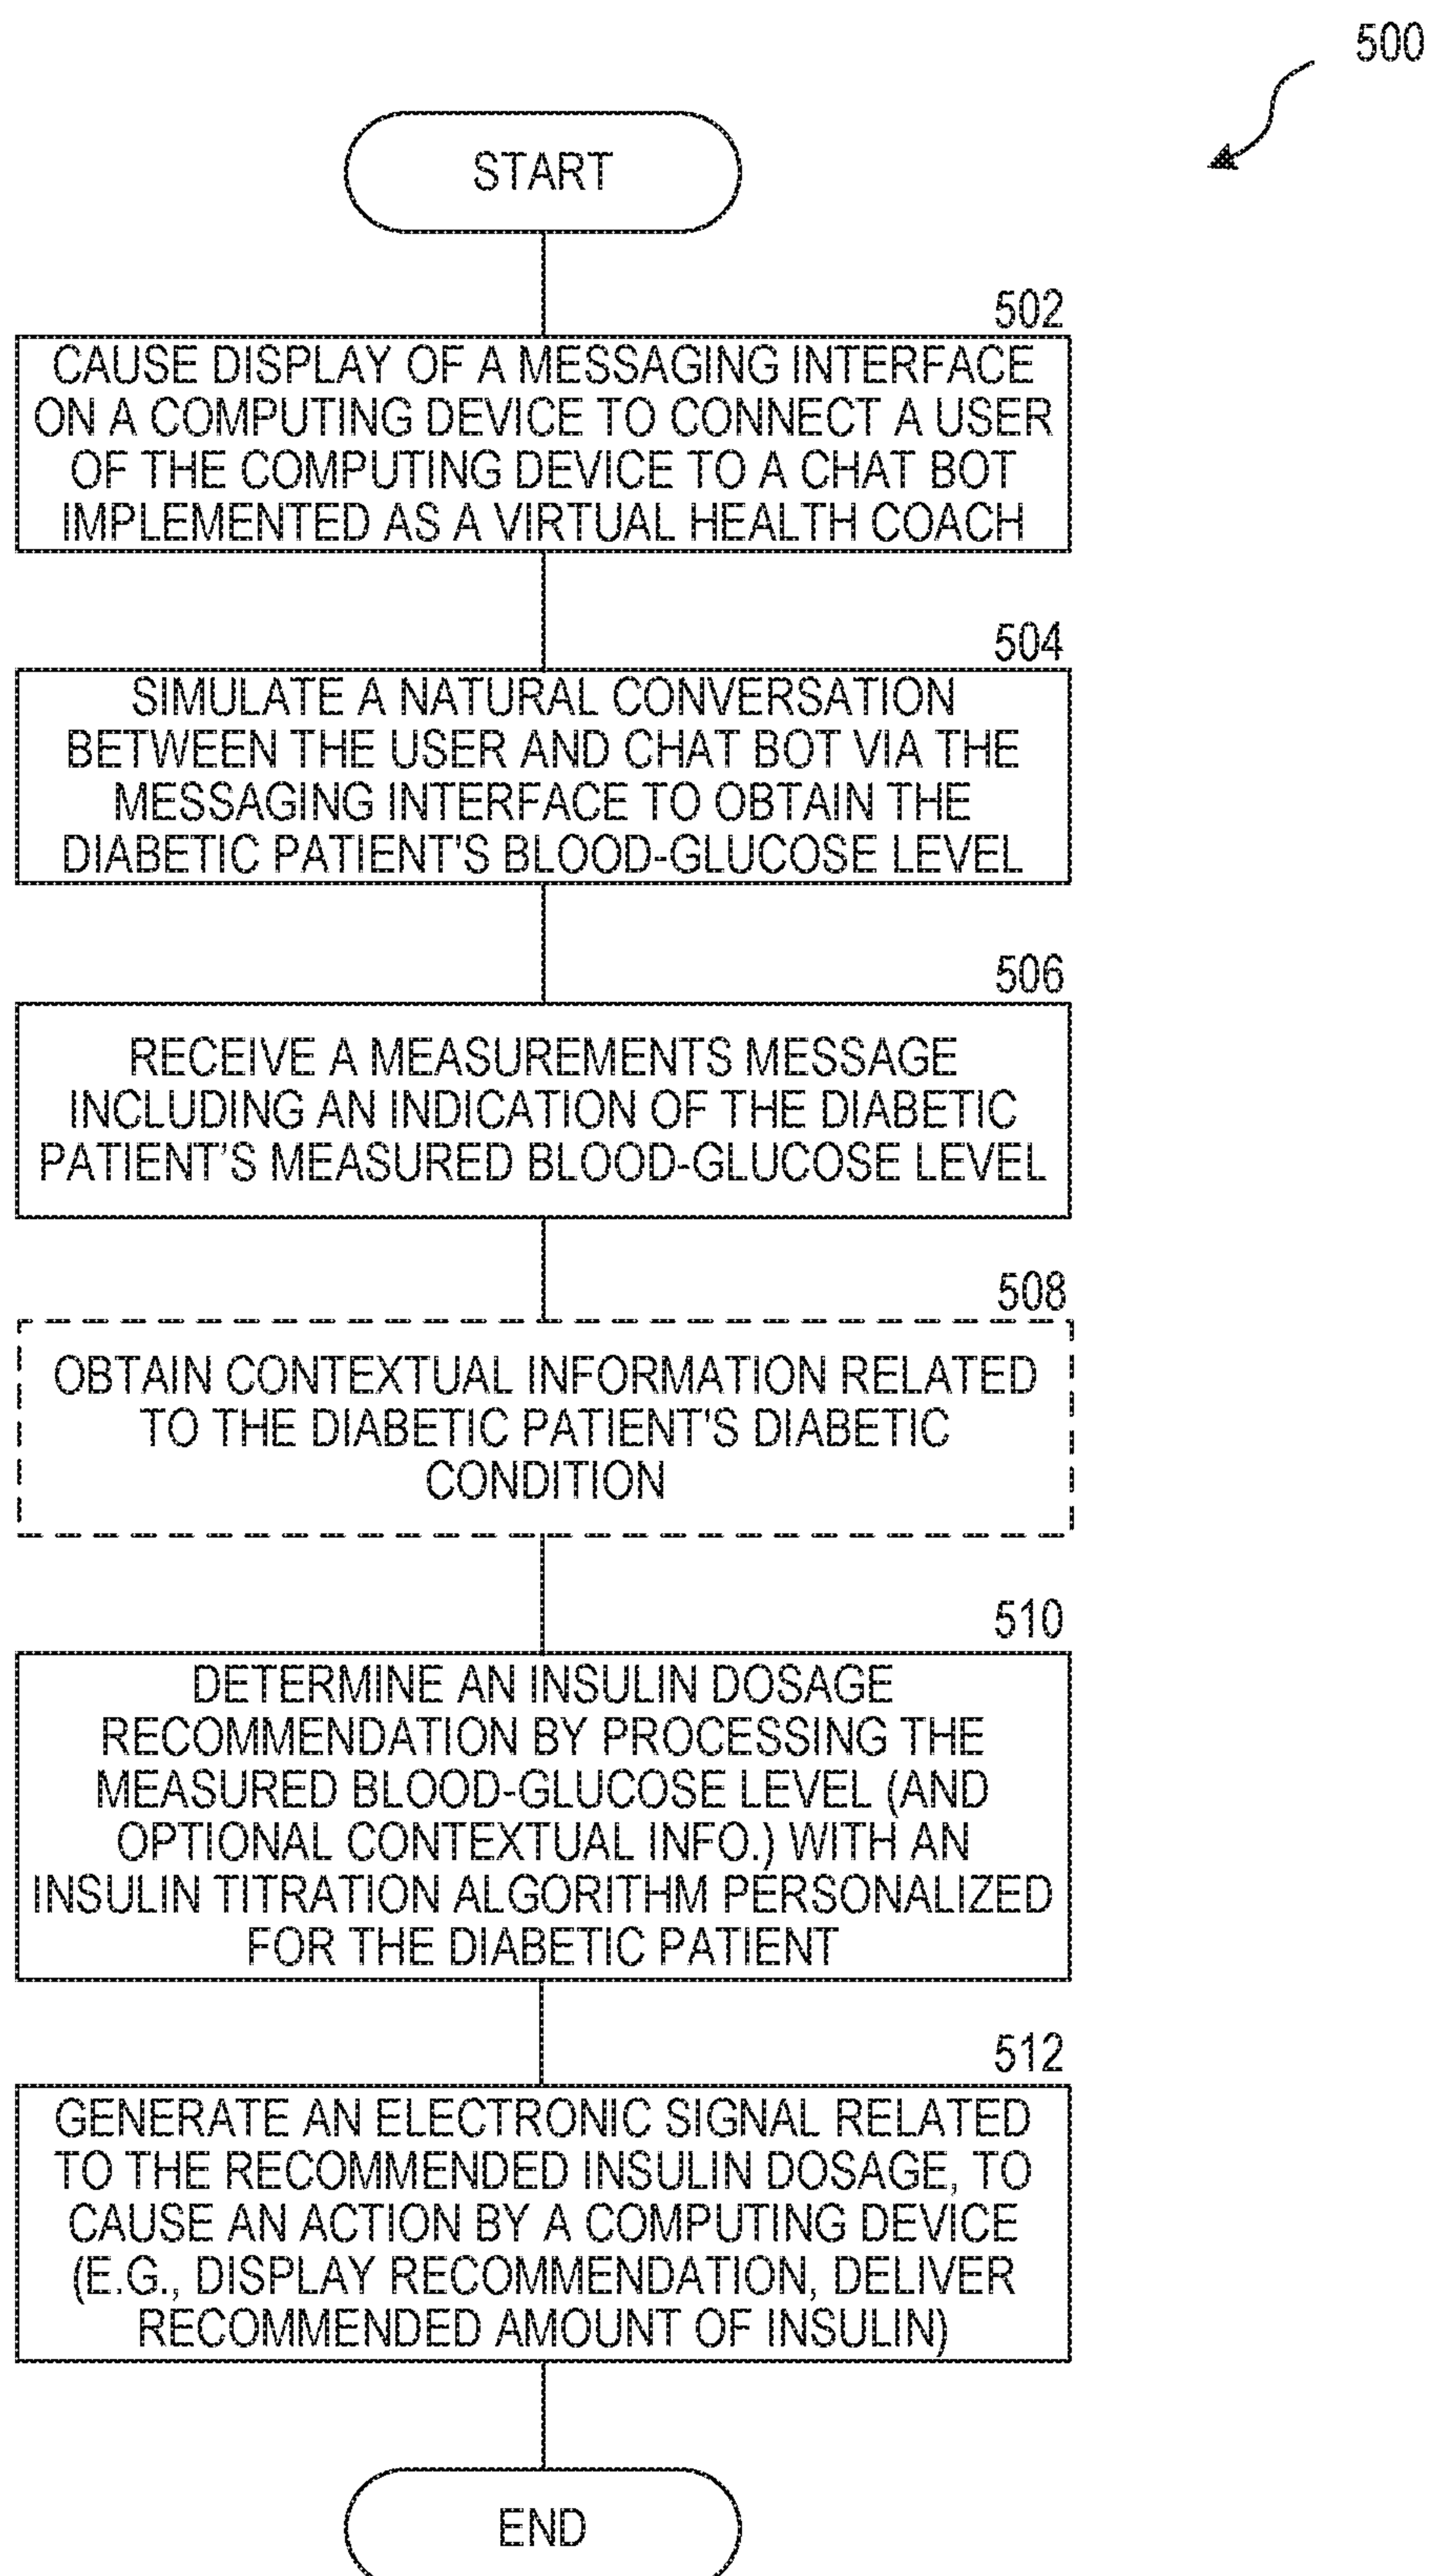 500
START
502
CAUSE DISPLAY OF A MESSAGING INTERFACE
ON A COMPUTING DEVICE TO CONNECT A USER
OF THE COMPUTING DEVICE TO A CHAT BOT
IMPLEMENTED AS A VIRTUAL HEALTH COACH
504
SIMULATE A NATURAL CONVERSATION
BETWEEN THE USER AND CHAT BOT VIA THE
MESSAGING INTERFACE TO OBTAIN THE
DIABETIC PATIENT'S BLOOD-GLUCOSE LEVEL
506
RECEIVE A MEASUREMENTS MESSAGE
INCLUDING AN INDICATION OF THE DIABETIC
PATIENT’S MEASURED BLOOD-GLUCOSE LEVEL
508
OBTAIN CONTEXTUAL INFORMATION RELATED
TO THE DIABETIC PATIENT'S DIABETIC
CONDITION
510
DETERMINE AN INSULIN DOSAGE
RECOMMENDATION BY PROCESSING THE
MEASURED BLOOD-GLUCOSE LEVEL (AND
OPTIONAL CONTEXTUAL INFO.) WITH AN
INSULIN TITRATION ALGORITHM PERSONALIZED
FOR THE DIABETIC PATIENT
512
GENERATE AN ELECTRONIC SIGNAL RELATED
TO THE RECOMMENDED INSULIN DOSAGE, TO
CAUSE AN ACTION BY A COMPUTING DEVICE
(E.G., DISPLAY RECOMMENDATION, DELIVER
RECOMMENDED AMOUNT OF INSULIN)
END